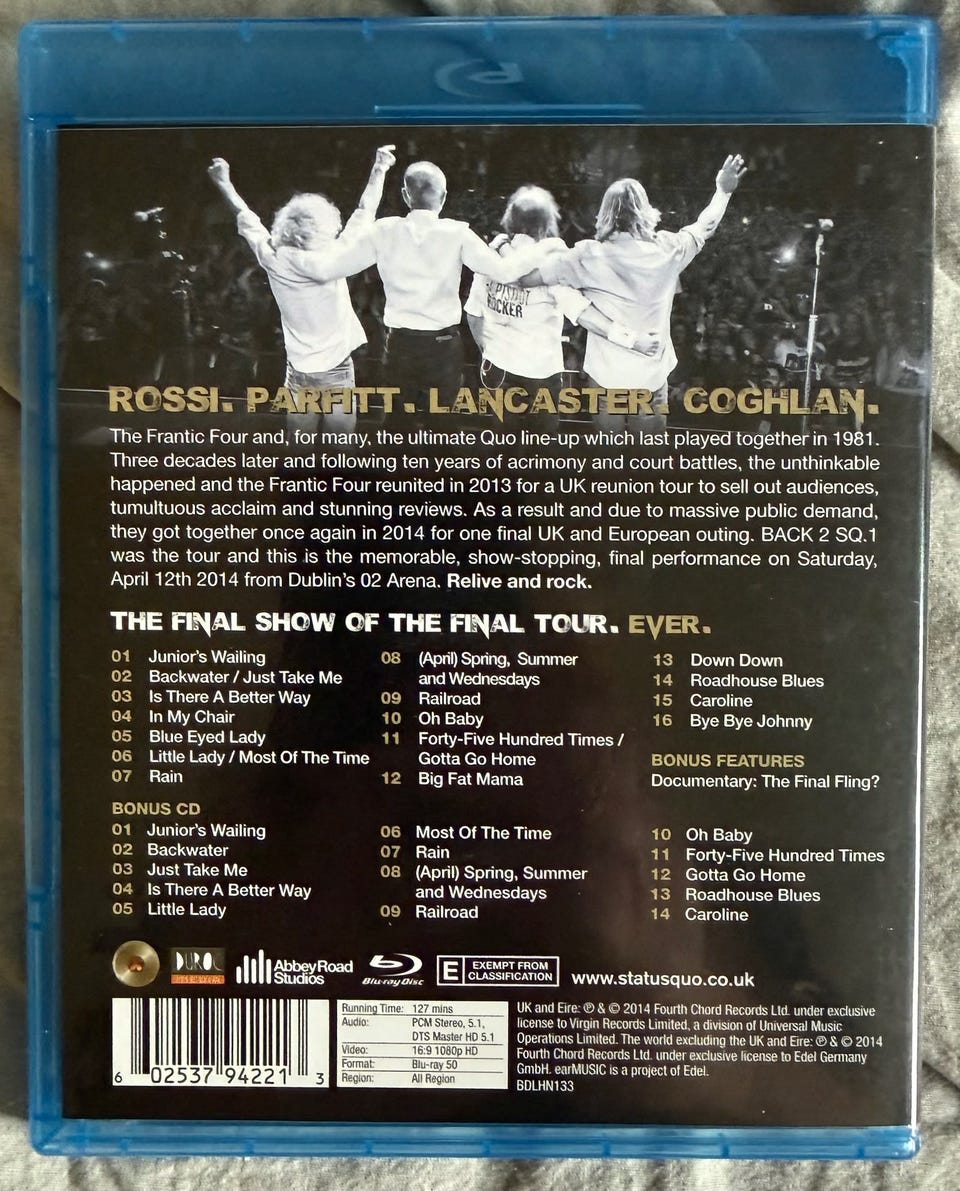 PISTOL
ROCKER
ROSSI. PARFITT. LANCASTER. COGHLAN.
The Frantic Four and, for many, the ultimate Quo line-up which last played together in 1981.
Three decades later and following ten years of acrimony and court battles, the unthinkable
happened and the Frantic Four reunited in 2013 for a UK reunion tour to sell out audiences,
tumultuous acclaim and stunning reviews. As a result and due to massive public demand,
they got together once again in 2014 for one final UK and European outing. BACK 2 SQ.1
was the tour and this is the memorable, show-stopping, final performance on Saturday,
April 12th 2014 from Dublin's 02 Arena. Relive and rock.
THE FINAL SHOW OF THE FINAL TOUR. EVER.
01 Junior's Wailing
02 Backwater / Just Take Me
03 Is There A Better Way
04 In My Chair
05 Blue Eyed Lady
06 Little Lady / Most Of The Time
07 Rain
08 (April) Spring, Summer
and Wednesdays
09 Railroad
10 Oh Baby
11 Forty-Five Hundred Times /
Gotta Go Home
12 Big Fat Mama
13 Down Down
14 Roadhouse Blues
15 Caroline
16 Bye Bye Johnny
BONUS FEATURES
Documentary: The Final Fling?
BONUS CD
01 Junior's Wailing
02 Backwater
03 Just Take Me
04 Is There A Better Way
05 Little Lady
06 Most Of The Time
07 Rain
08 (April) Spring, Summer
and Wednesdays
09 Railroad
10 Oh Baby
11 Forty-Five Hundred Times
12 Gotta Go Home
13 Roadhouse Blues
14 Caroline
DUROC
Abbey Road
Studios
Blu-ray Disc
E EXEMPT FROM
CLASSIFICATION
www.statusquo.co.uk
6 02537 94221 3
Running Time: 127 mins
Audio: PCM Stereo, 5.1,
DTS Master HD 5.1
Video: 16:9 1080p HD
Format: Blu-ray 50
Region: All Region
UK and Eire: ℗ & © 2014 Fourth Chord Records Ltd. under exclusive
license to Virgin Records Limited, a division of Universal Music
Operations Limited. The world excluding the UK and Eire: ℗ & © 2014
Fourth Chord Records Ltd. under exclusive license to Edel Germany
GmbH. earMUSIC is a project of Edel.
BDLHN133